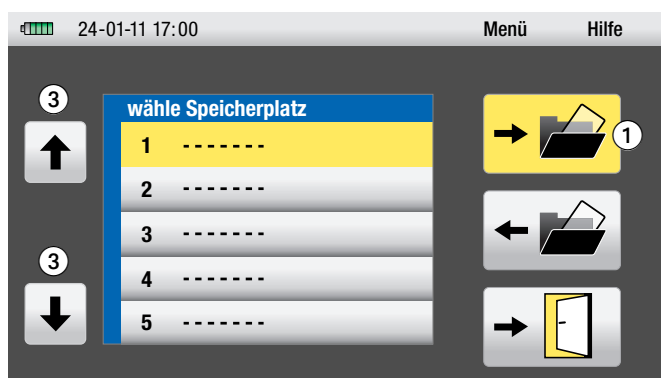 24-01-11 17:00 Menü Hilfe
3
wähle Speicherplatz
1 - - - - - - -
1
2 - - - - - - -
3 - - - - - - -
3
4 - - - - - - -
5 - - - - - - -